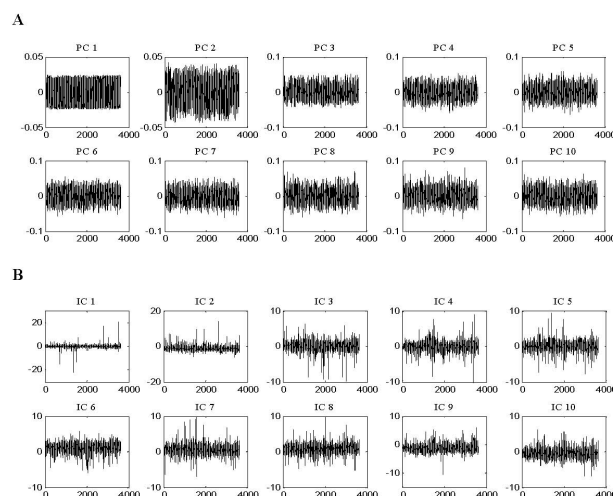 A
PC 1 PC 2 PC 3 PC 4 PC 5
0.05 0.05 0.1 0.1 0.1
0 0 0 0 0
-0.05 -0.05 -0.1 -0.1 -0.1
0 2000 4000 0 2000 4000 0 2000 4000 0 2000 4000 0 2000 4000
PC 6 PC 7 PC 8 PC 9 PC 10
0.1 0.1 0.1 0.1 0.1
0 0 0 0 0
-0.1 -0.1 -0.1 -0.1 -0.1
0 2000 4000 0 2000 4000 0 2000 4000 0 2000 4000 0 2000 4000
B
IC 1 IC 2 IC 3 IC 4 IC 5
20 20 10 10 10
0 0 0 0 0
-20 -20 -10 -10 -10
0 2000 4000 0 2000 4000 0 2000 4000 0 2000 4000 0 2000 4000
IC 6 IC 7 IC 8 IC 9 IC 10
10 10 10 10 10
0 0 0 0 0
-10 -10 -10 -10 -10
0 2000 4000 0 2000 4000 0 2000 4000 0 2000 4000 0 2000 4000